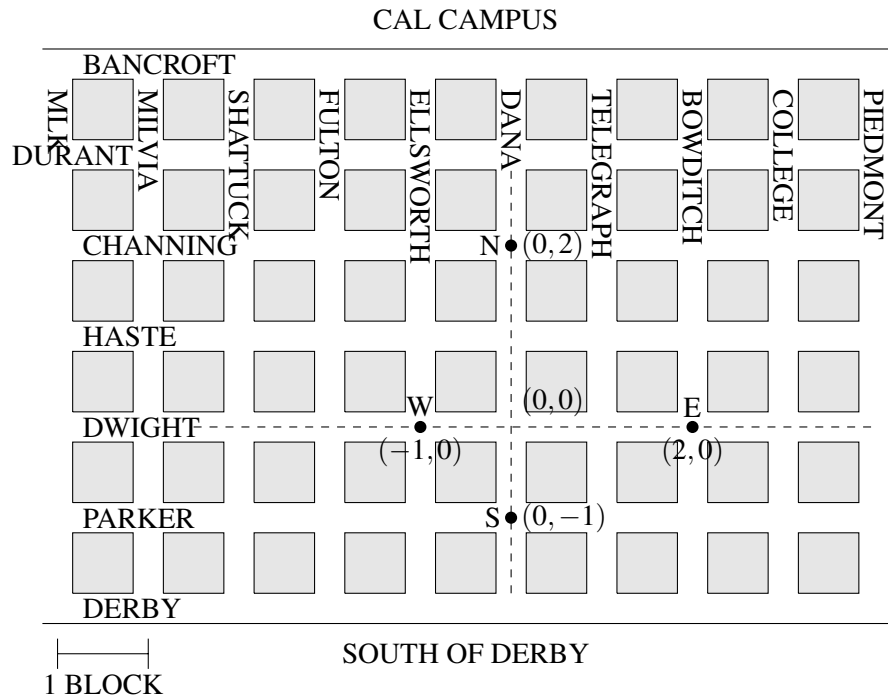 CAL CAMPUS
BANCROFT
MLK
MILVIA
SHATTUCK
FULTON
ELLSWORTH
DANA
TELEGRAPH
BOWDITCH
COLLEGE
PIEDMONT
DURANT
CHANNING
N (0,2)
HASTE
W
(0,0)
E
DWIGHT
(−1,0)
(2,0)
PARKER
S (0,−1)
DERBY
SOUTH OF DERBY
1 BLOCK